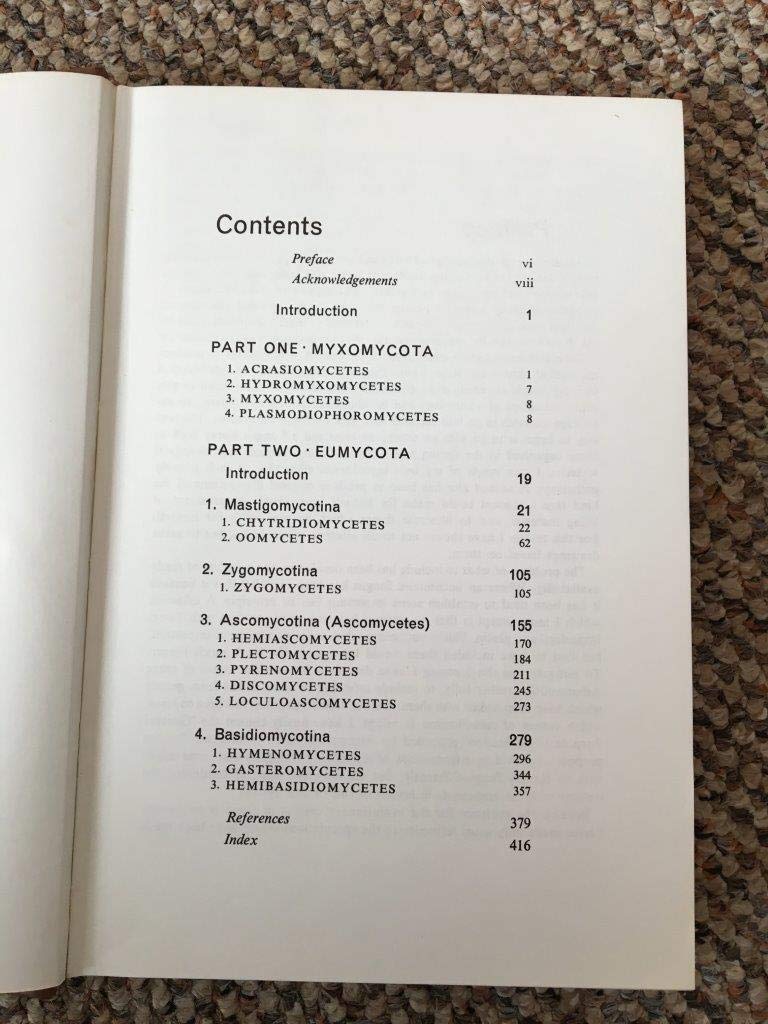 Contents
Preface vi
Acknowledgements viii
Introduction 1
PART ONE · MYXOMYCOTA
1. ACRASIOMYCETES 1
2. HYDROMYXOMYCETES 7
3. MYXOMYCETES 8
4. PLASMODIOPHOROMYCETES 8
PART TWO · EUMYCOTA
Introduction 19
1. Mastigomycotina 21
1. CHYTRIDIOMYCETES 22
2. OOMYCETES 62
2. Zygomycotina 105
1. ZYGOMYCETES 105
3. Ascomycotina (Ascomycetes) 155
1. HEMIASCOMYCETES 170
2. PLECTOMYCETES 184
3. PYRENOMYCETES 211
4. DISCOMYCETES 245
5. LOCULOASCOMYCETES 273
4. Basidiomycotina 279
1. HYMENOMYCETES 296
2. GASTEROMYCETES 344
3. HEMIBASIDIOMYCETES 357
References 379
Index 416